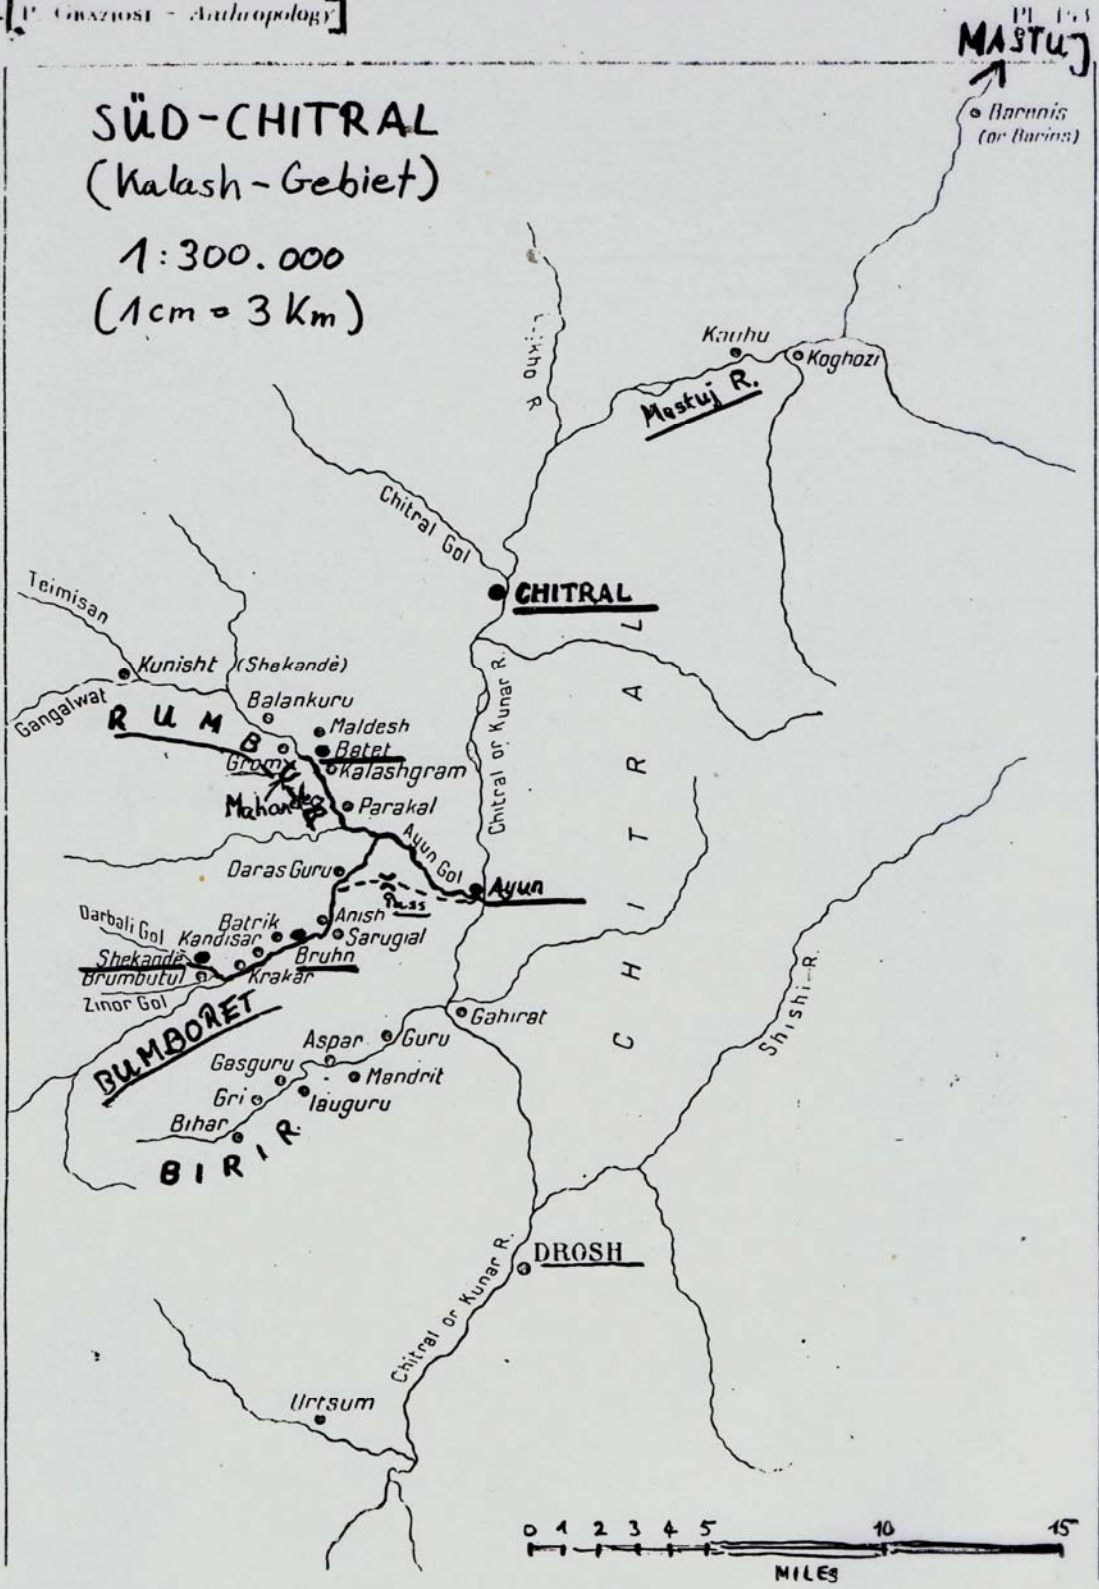 P. GRAZIOSI - Anthropology]
MASTUJ
Barenis
(or Barins)
SÜD-CHITRAL
(Kalash-Gebiet)
1:300.000
(1cm = 3 Km)
Kauhu
Koghozi
Mastuj R.
Chitral Gol
CHITRAL
Teimisan
Kunisht
(Shekandè)
Gangalwat
Balankuru
RUMB
Maldesh
Batet
Grom
Kalashgram
Parakal
Chitral or Kunar R.
CHITRAL
Ayun Gol
Daras Guru
Ayun
Pass
Darbali Gol
Batrik
Anish
Kandisar
Sarugial
Shekandè
Bruhn
Brumbutul
Krakar
Zinor Gol
BUMBORET
Gahirat
Shishi-R.
Aspar
Guru
Gasguru
Mandrit
Gri
Iauguru
Bihar
BIRIR.
DROSH
Chitral or Kunar R.
Urtsum
0 1 2 3 4 5 10 15
MILES